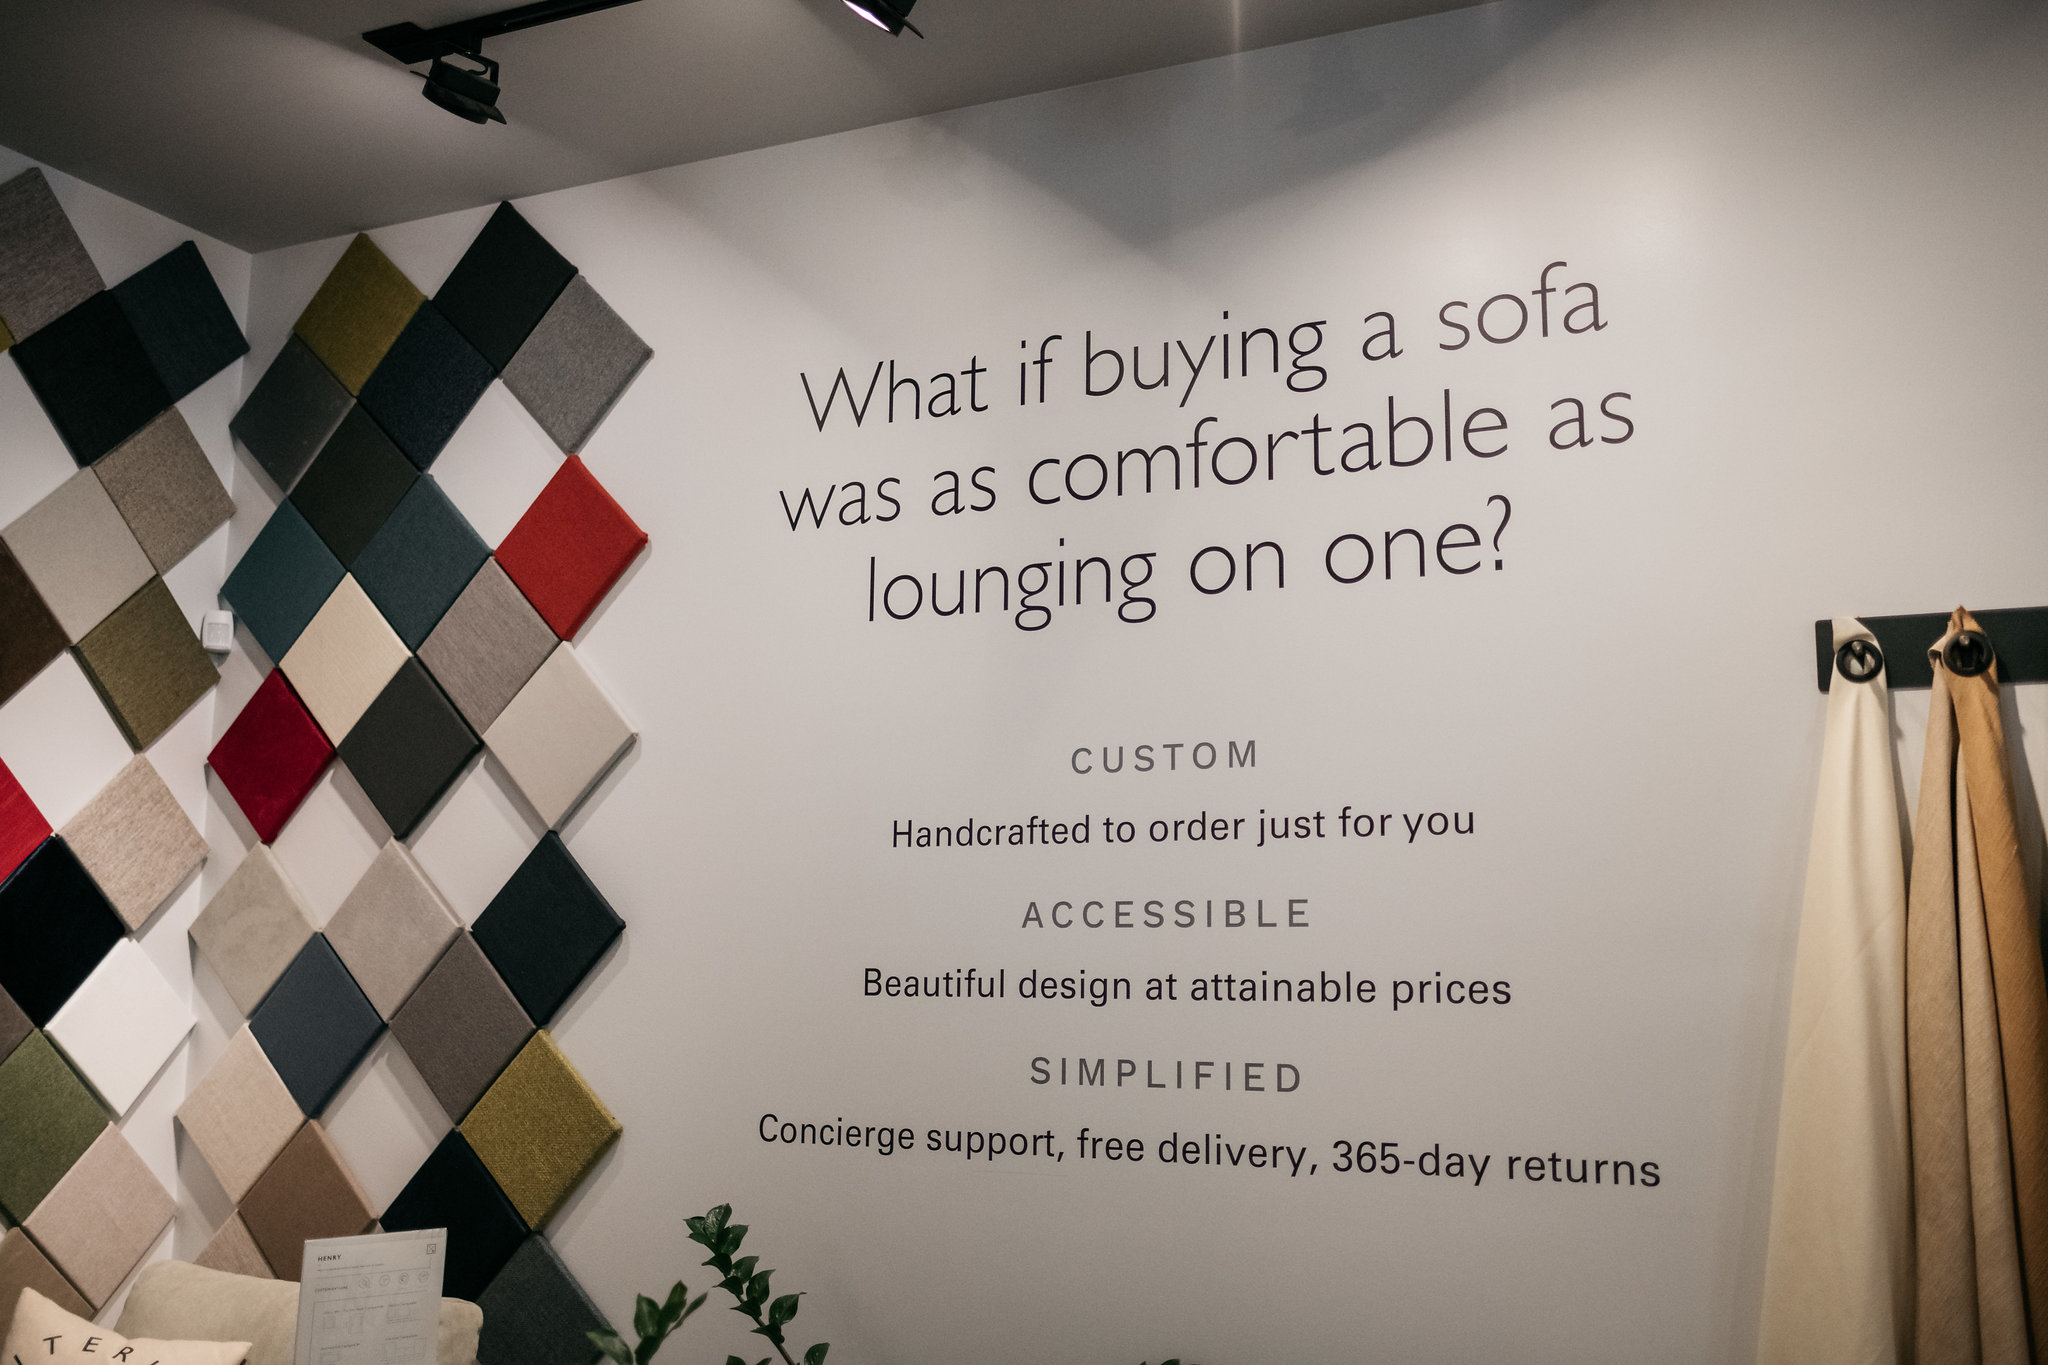 What if buying a sofa
was as comfortable as
lounging on one?
CUSTOM
Handcrafted to order just for you
ACCESSIBLE
Beautiful design at attainable prices
SIMPLIFIED
Concierge support, free delivery, 365-day returns
HENRY